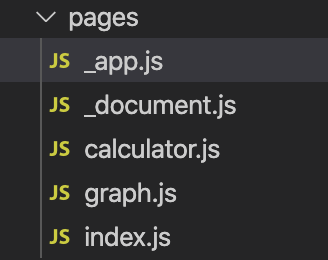 pages
JS _app.js
JS _document.js
JS calculator.js
JS graph.js
JS index.js